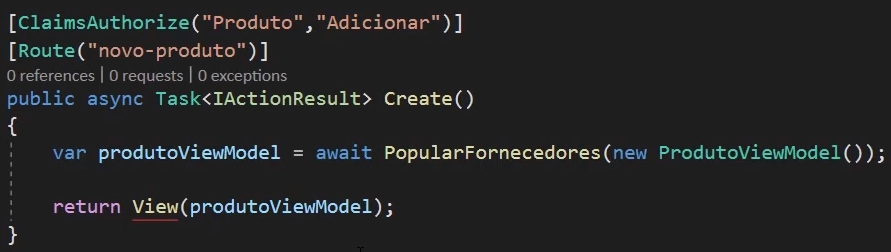 [ClaimsAuthorize("Produto","Adicionar")]
[Route("novo-produto")]
0 references | 0 requests | 0 exceptions
public async Task<IActionResult> Create()
{
var produtoViewModel = await PopularFornecedores(new ProdutoViewModel());
return View(produtoViewModel);
}